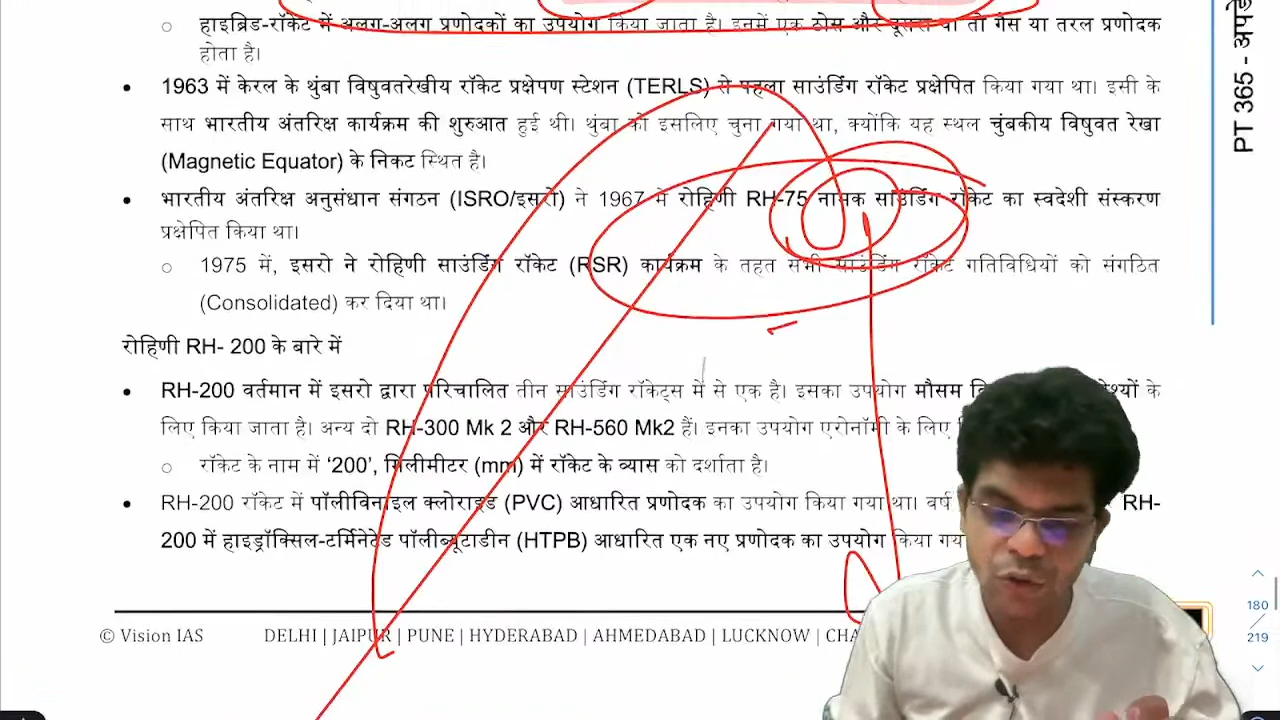 हाइब्रिड-रॉकेट में अलग-अलग प्रणोदकों का उपयोग किया जाता है। इनमें एक ठोस और दूसरा या तो गैस या तरल प्रणोदक
होता है।
1963 में केरल के थुंबा विषुवतरेखीय रॉकेट प्रक्षेपण स्टेशन (TERLS) से पहला साउंडिंग रॉकेट प्रक्षेपित किया गया था। इसी के
साथ भारतीय अंतरिक्ष कार्यक्रम की शुरुआत हुई थी। थुंबा को इसलिए चुना गया था, क्योंकि यह स्थल चुंबकीय विषुवत रेखा
(Magnetic Equator) के निकट स्थित है।
भारतीय अंतरिक्ष अनुसंधान संगठन (ISRO/इसरो) ने 1967 में रोहिणी RH-75 नामक साउंडिंग रॉकेट का स्वदेशी संस्करण
प्रक्षेपित किया था।
1975 में, इसरो ने रोहिणी साउंडिंग रॉकेट (RSR) कार्यक्रम के तहत सभी साउंडिंग रॉकेट गतिविधियों को संगठित
(Consolidated) कर दिया था।
रोहिणी RH- 200 के बारे में
RH-200 वर्तमान में इसरो द्वारा परिचालित तीन साउंडिंग रॉकेट्स में से एक है। इसका उपयोग मौसम के
लिए किया जाता है। अन्य दो RH-300 Mk 2 और RH-560 Mk2 हैं। इनका उपयोग एरोनॉमी के लिए
रॉकेट के नाम में ‘200’, मिलीमीटर (mm) में रॉकेट के व्यास को दर्शाता है।
RH-200 रॉकेट में पॉलीविनाइल क्लोराइड (PVC) आधारित प्रणोदक का उपयोग किया गया था। वर्ष RH-
200 में हाइड्रॉक्सिल-टर्मिनेटेड पॉलीब्यूटाडीन (HTPB) आधारित एक नए प्रणोदक का उपयोग किया
© Vision IAS DELHI | JAIPUR | PUNE | HYDERABAD | AHMEDABAD | LUCKNOW |
PT 365 -
180
219